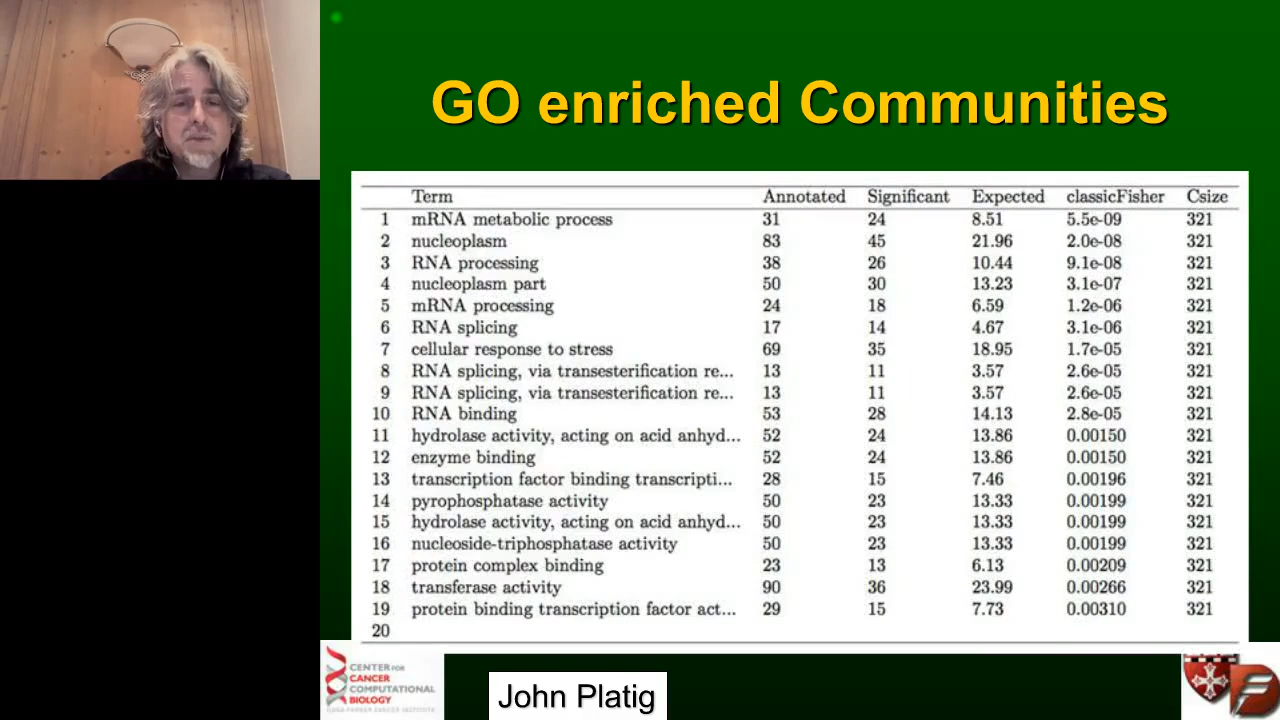 GO enriched Communities
Term Annotated Significant Expected classicFisher Csize
1 mRNA metabolic process 31 24 8.51 5.5e-09 321
2 nucleoplasm 83 45 21.96 2.0e-08 321
3 RNA processing 38 26 10.44 9.1e-08 321
4 nucleoplasm part 50 30 13.23 3.1e-07 321
5 mRNA processing 24 18 6.59 1.2e-06 321
6 RNA splicing 17 14 4.67 3.1e-06 321
7 cellular response to stress 69 35 18.95 1.7e-05 321
8 RNA splicing, via transesterification re... 13 11 3.57 2.6e-05 321
9 RNA splicing, via transesterification re... 13 11 3.57 2.6e-05 321
10 RNA binding 53 28 14.13 2.8e-05 321
11 hydrolase activity, acting on acid anhyd... 52 24 13.86 0.00150 321
12 enzyme binding 52 24 13.86 0.00150 321
13 transcription factor binding transcripti... 28 15 7.46 0.00196 321
14 pyrophosphatase activity 50 23 13.33 0.00199 321
15 hydrolase activity, acting on acid anhyd... 50 23 13.33 0.00199 321
16 nucleoside-triphosphatase activity 50 23 13.33 0.00199 321
17 protein complex binding 23 13 6.13 0.00209 321
18 transferase activity 90 36 23.99 0.00266 321
19 protein binding transcription factor act... 29 15 7.73 0.00310 321
20
CENTER FOR
CANCER
COMPUTATIONAL
BIOLOGY
DANA-FARBER CANCER INSTITUTE
John Platig